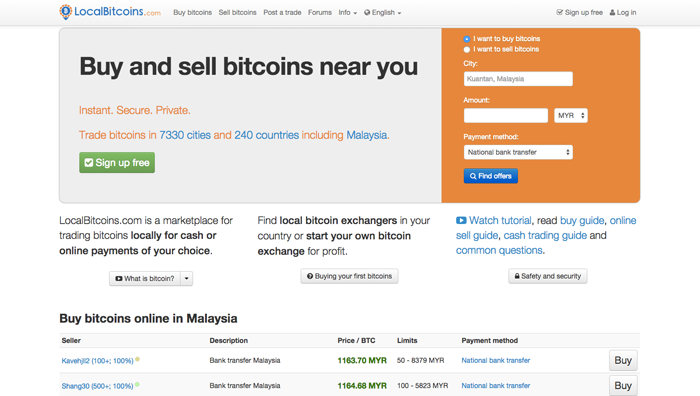 LocalBitcoins.com
Buy bitcoins Sell bitcoins Post a trade Forums Info English Sign up free Log in
Buy and sell bitcoins near you
Instant. Secure. Private.
Trade bitcoins in 7330 cities and 240 countries including Malaysia.
Sign up free
I want to buy bitcoins
I want to sell bitcoins
City:
Kuantan, Malaysia
Amount:
MYR
Payment method:
National bank transfer
Find offers
LocalBitcoins.com is a marketplace for
trading bitcoins locally for cash or
online payments of your choice.
What is bitcoin?
Find local bitcoin exchangers in your
country or start your own bitcoin
exchange for profit.
Buying your first bitcoins
Watch tutorial, read buy guide, online
sell guide, cash trading guide and
common questions.
Safety and security
Buy bitcoins online in Malaysia
Seller Description Price / BTC Limits Payment method
Kavehjl2 (100+; 100%) Bank transfer Malaysia 1163.70 MYR 50 - 8379 MYR National bank transfer Buy
Shang30 (500+; 100%) Bank transfer Malaysia 1164.68 MYR 100 - 5823 MYR National bank transfer Buy